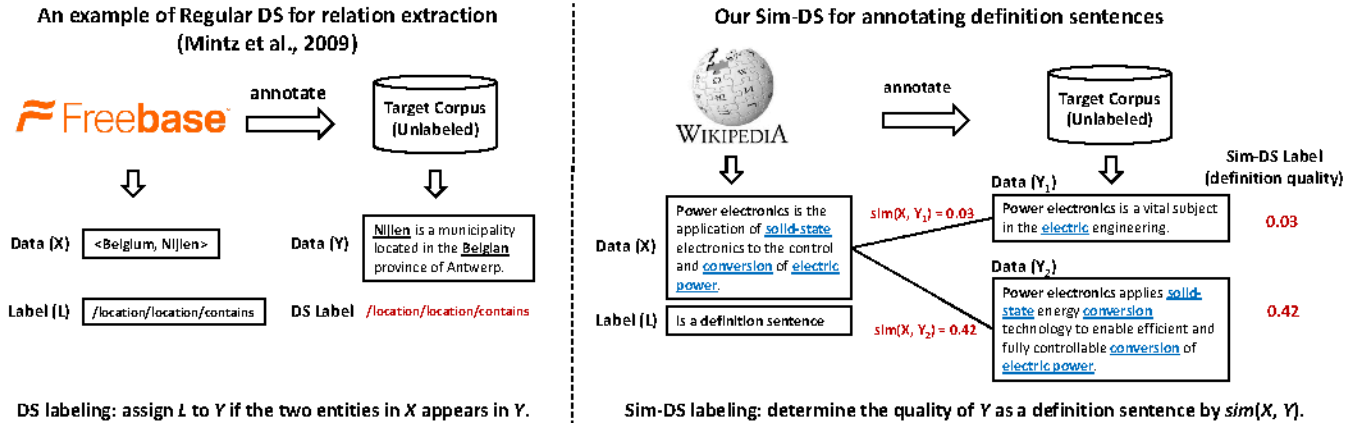 An example of Regular DS for relation extraction
(Mintz et al., 2009)
Freebase
annotate
Target Corpus
(Unlabeled)
Data (X)
<Belgium, Nijlen>
Data (Y)
Nijlen is a municipality
located in the Belgian
province of Antwerp.
Label (L)
/location/location/contains
DS Label
/location/location/contains
DS labeling: assign L to Y if the two entities in X appears in Y.
Our Sim-DS for annotating definition sentences
WIKIPEDIA
annotate
Target Corpus
(Unlabeled)
Sim-DS Label
(definition quality)
Data (X)
Power electronics is the
application of solid-state
electronics to the control
and conversion of electric
power.
Label (L)
is a definition sentence
sim(X, Y1) = 0.03
sim(X, Y2) = 0.42
Data (Y1)
Power electronics is a vital subject
in the electric engineering.
0.03
Data (Y2)
Power electronics applies solid-
state energy conversion
technology to enable efficient and
fully controllable conversion of
electric power.
0.42
Sim-DS labeling: determine the quality of Y as a definition sentence by sim(X, Y).